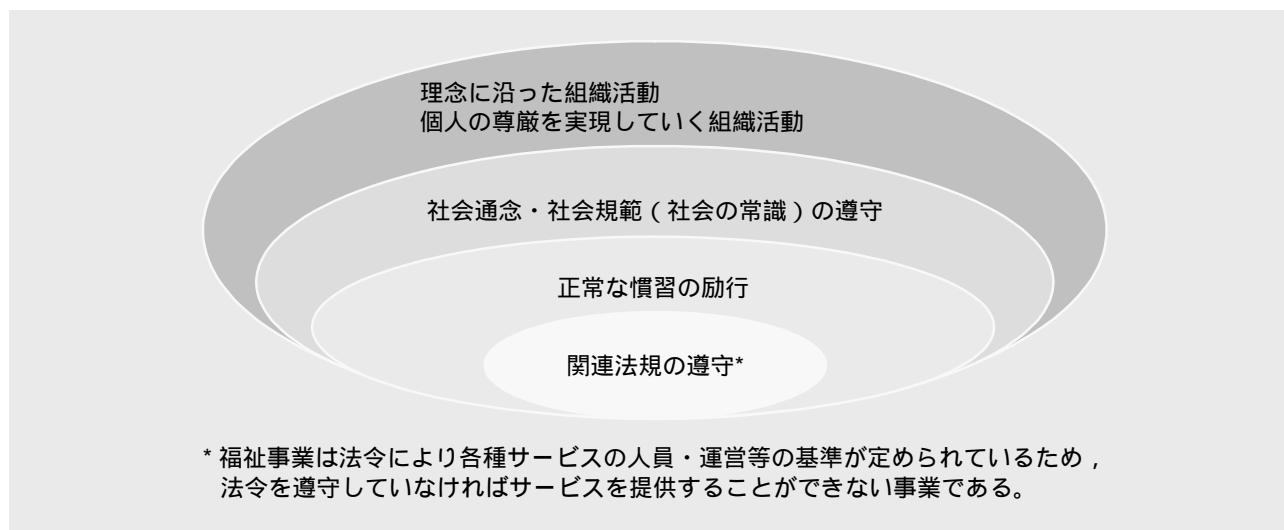 理念に沿った組織活動
個人の尊厳を実現していく組織活動
社会通念・社会規範(社会の常識)の遵守
正常な慣習の励行
関連法規の遵守*
* 福祉事業は法令により各種サービスの人員・運営等の基準が定められているため,
法令を遵守していなければサービスを提供することができない事業である。